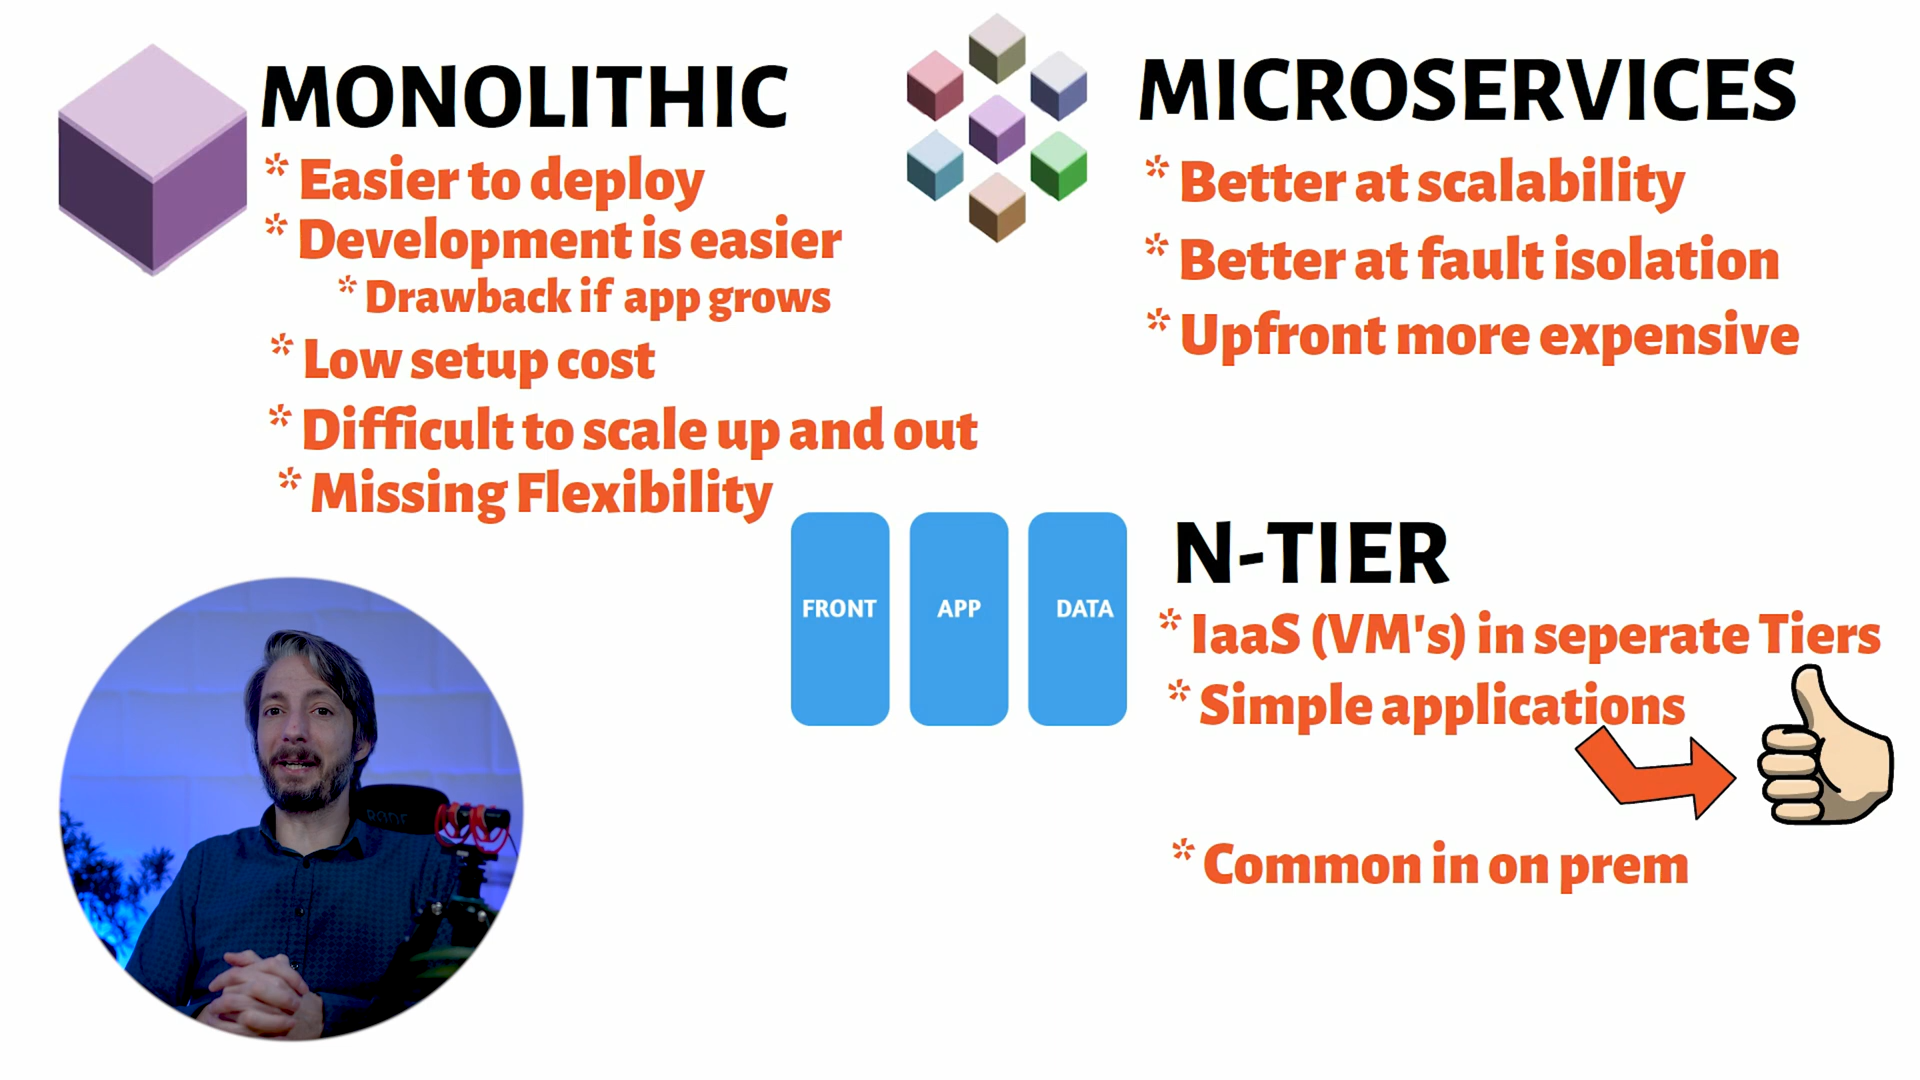 MONOLITHIC
* Easier to deploy
* Development is easier
* Drawback if app grows
* Low setup cost
* Difficult to scale up and out
* Missing Flexibility
MICROSERVICES
* Better at scalability
* Better at fault isolation
* Upfront more expensive
FRONT
APP
DATA
N-TIER
* IaaS (VM's) in seperate Tiers
* Simple applications
* Common in on prem